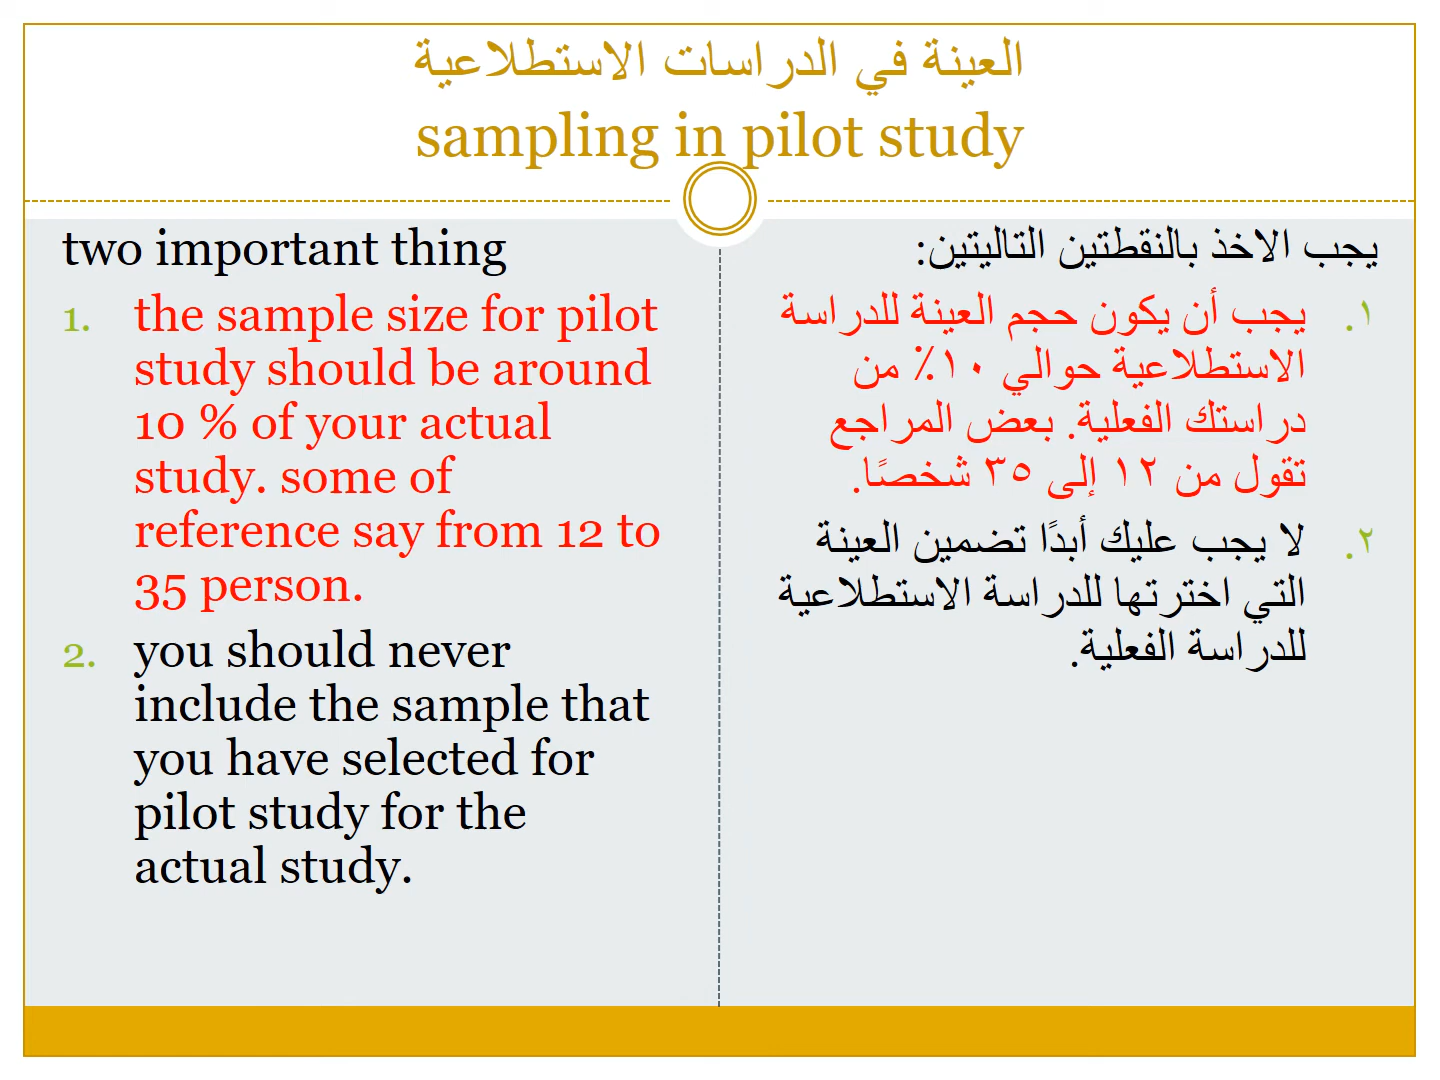 العينة في الدراسات الاستطلاعية
sampling in pilot study
two important thing
1. the sample size for pilot
study should be around
10 % of your actual
study. some of
reference say from 12 to
35 person.
2. you should never
include the sample that
you have selected for
pilot study for the
actual study.
يجب الاخذ بالنقطتين التاليتين:
١. يجب أن يكون حجم العينة للدراسة
الاستطلاعية حوالي ١٠٪ من
دراستك الفعلية. بعض المراجع
تقول من ١٢ إلى ٣٥ شخصًا.
٢. لا يجب عليك أبدًا تضمين العينة
التي اخترتها للدراسة الاستطلاعية
للدراسة الفعلية.